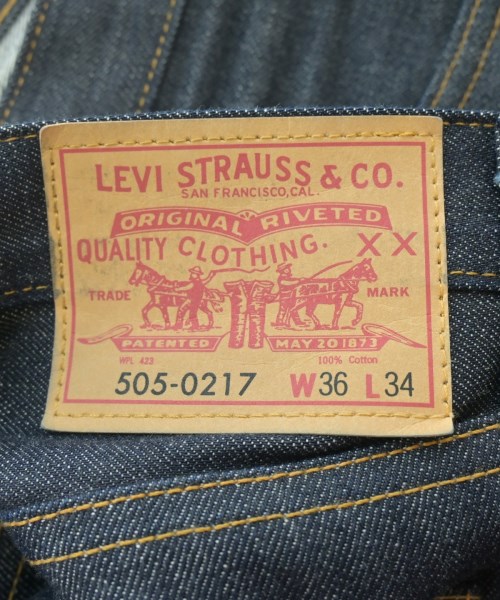 LEVI STRAUSS & CO.
SAN FRANCISCO, CAL.
ORIGINAL RIVETED
QUALITY CLOTHING. XX
TRADE MARK
PATENTED MAY 20 1873
WPL 423 100% Cotton
505-0217 W36 L34